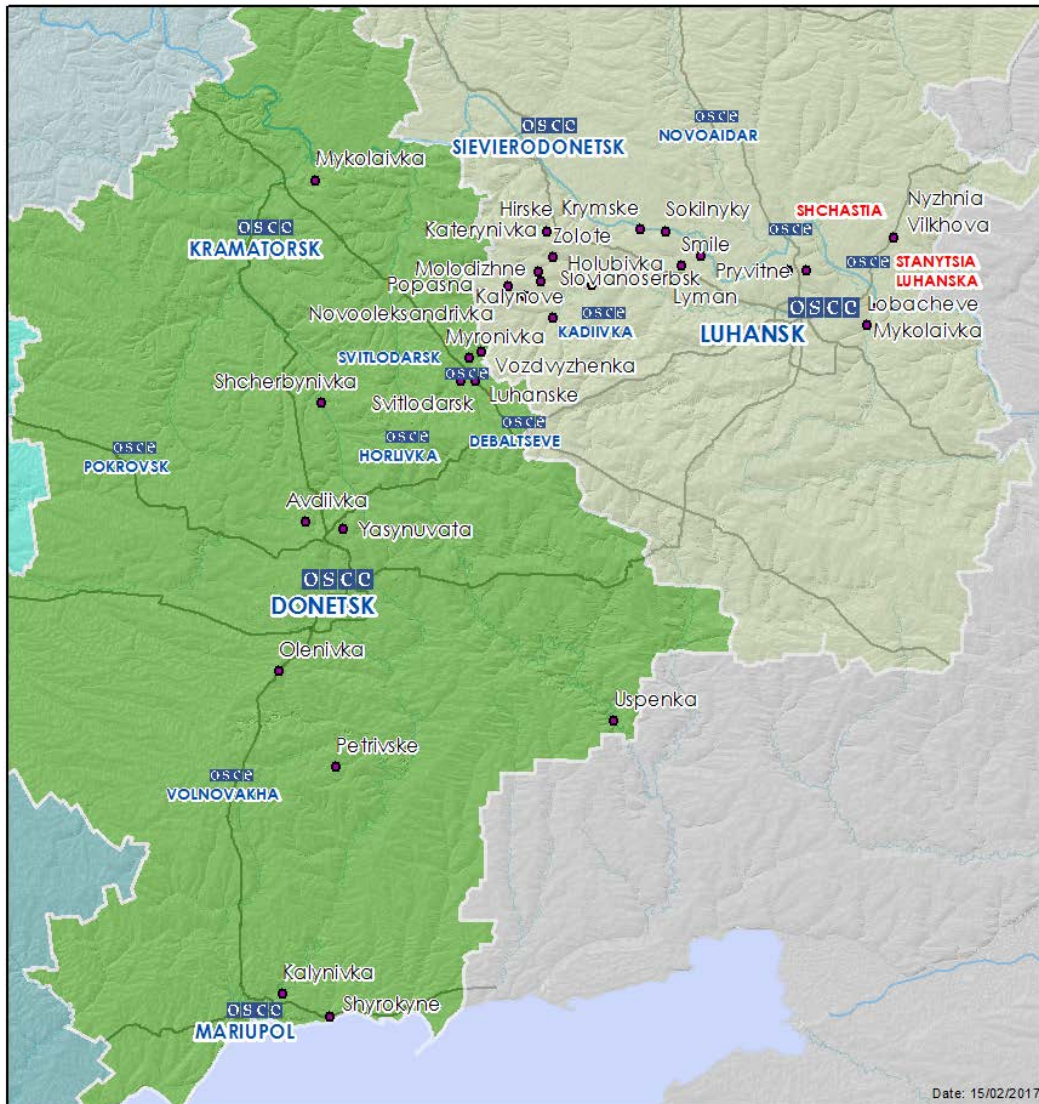 Mykolaivka
osce
KRAMATORSK
osce
SIEVIERODONETSK
osce
NOVOAIDAR
Hirske
Krymske
Sokilnyky
osce
SHCHASTIA
Nyzhnia
Vilkhova
Katerynivka
Zolote
Smile
Molodizhne
Holubivka
Pryvitne
osce
STANYTSIA
LUHANSKA
Popasna
Slovianoserbsk
Kalynove
Lyman
Novooleksandrivka
osce
KADIIVKA
osce
LUHANSK
Lobacheve
Mykolaivka
Myronivka
SVITLODARSK
osce
Vozdvyzhenka
Shcherbynivka
Svitlodarsk
Luhanske
osce
POKROVSK
osce
HORLIVKA
osce
DEBALTSEVE
Avdiivka
Yasynuvata
osce
DONETSK
Olenivka
Uspenka
Petrivske
osce
VOLNOVAKHA
Kalynivka
osce
MARIUPOL
Shyrokyne
Date: 15/02/2017